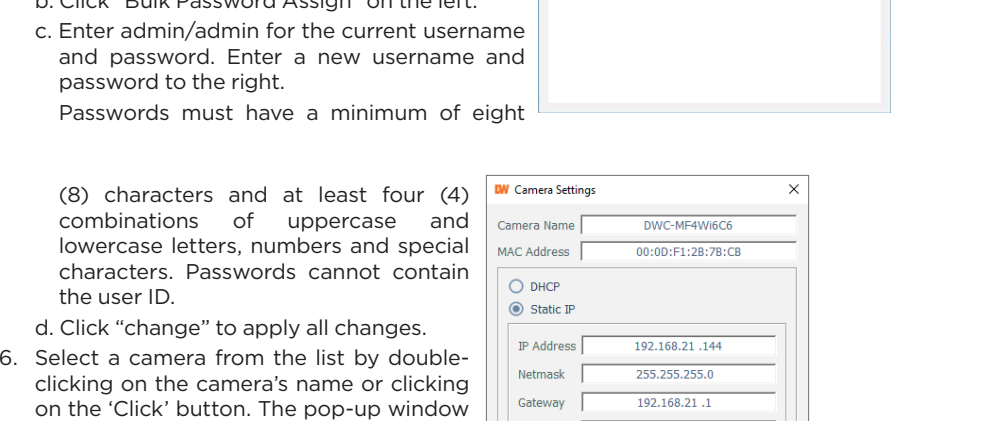 b. Click “Bulk Password Assign” on the left.
c. Enter admin/admin for the current username
and password. Enter a new username and
password to the right.
Passwords must have a minimum of eight
(8) characters and at least four (4)
combinations of uppercase and
lowercase letters, numbers and special
characters. Passwords cannot contain
the user ID.
d. Click “change” to apply all changes.
6. Select a camera from the list by double-
clicking on the camera’s name or clicking
on the ‘Click’ button. The pop-up window
DW Camera Settings
Camera Name DWC-MF4Wi6C6
MAC Address 00:0D:F1:2B:7B:CB
DHCP
Static IP
IP Address 192.168.21 .144
Netmask 255.255.255.0
Gateway 192.168.21 .1